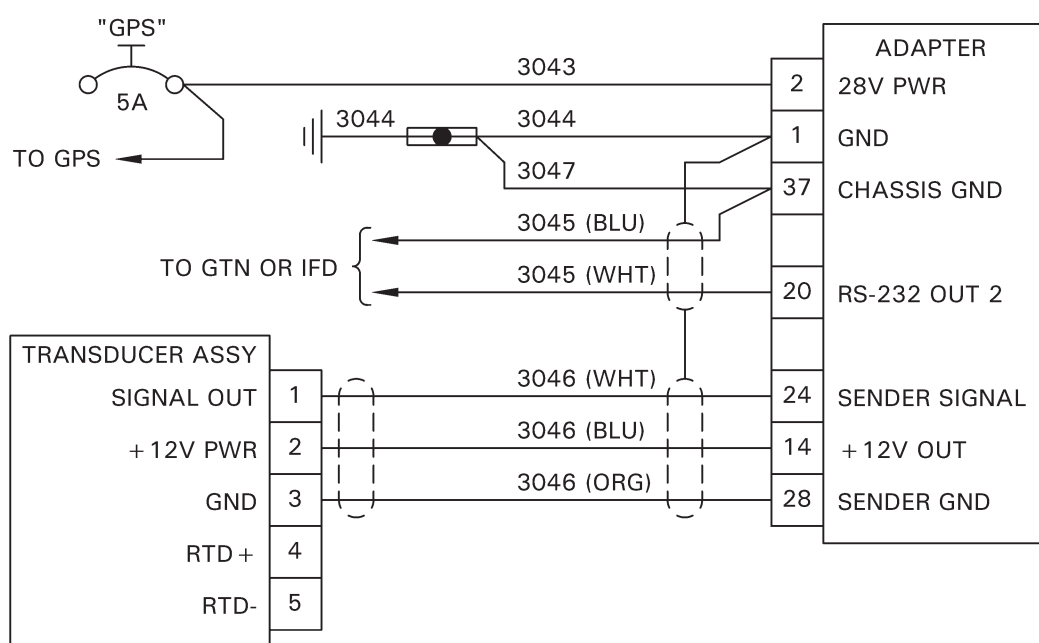 "GPS"
5A
TO GPS
3043
3044
3044
3047
3045 (BLU)
3045 (WHT)
TO GTN OR IFD
ADAPTER
2 28V PWR
1 GND
37 CHASSIS GND
20 RS-232 OUT 2
24 SENDER SIGNAL
14 +12V OUT
28 SENDER GND
3046 (WHT)
3046 (BLU)
3046 (ORG)
TRANSDUCER ASSY
SIGNAL OUT 1
+12V PWR 2
GND 3
RTD+ 4
RTD- 5